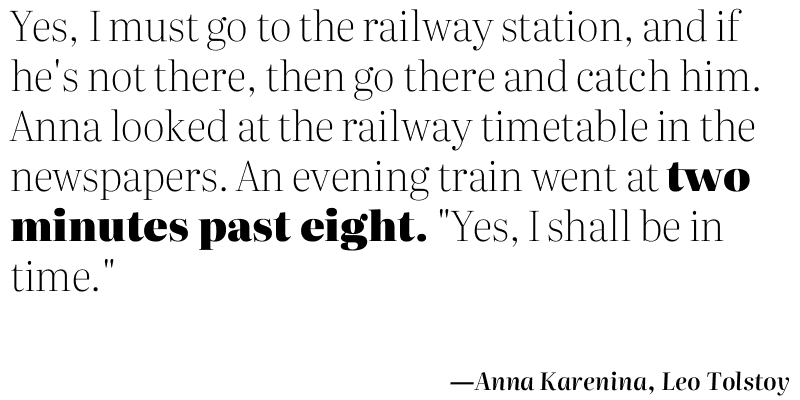 Yes, I must go to the railway station, and if
he's not there, then go there and catch him.
Anna looked at the railway timetable in the
newspapers. An evening train went at two
minutes past eight. "Yes, I shall be in
time."
—Anna Karenina, Leo Tolstoy